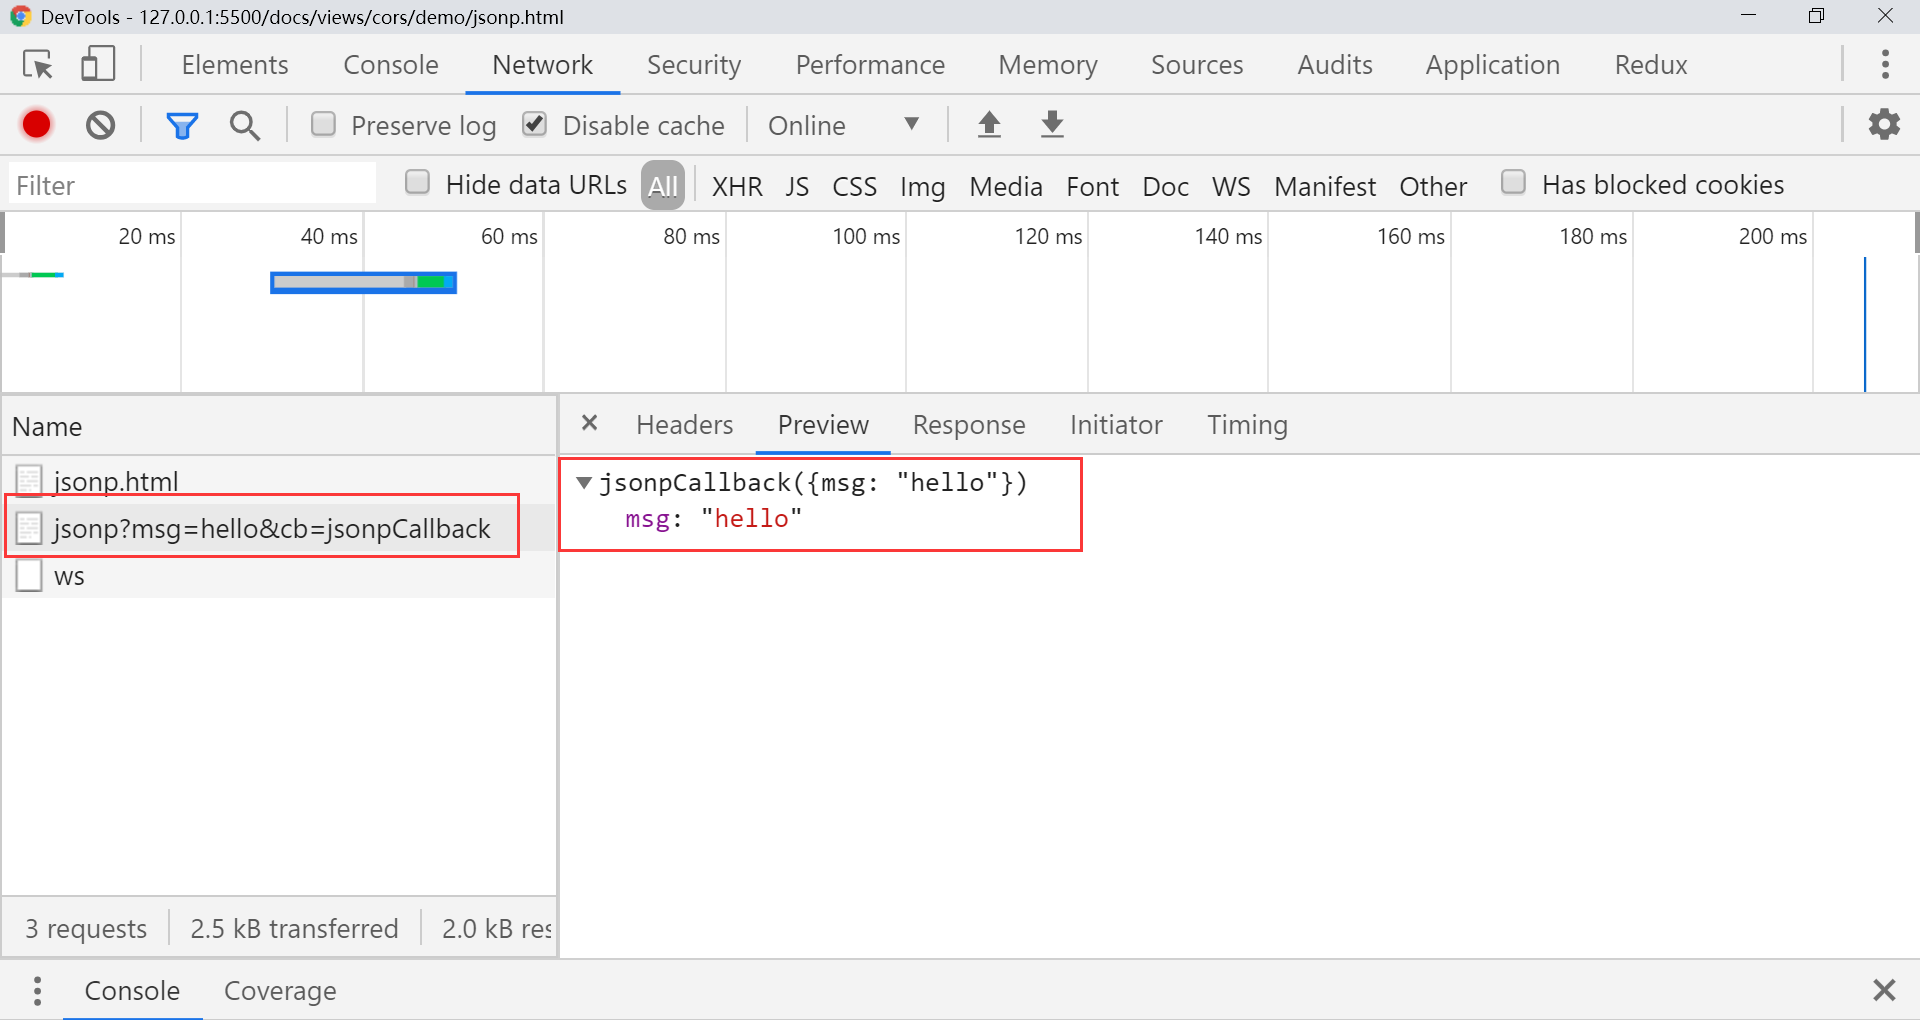 DevTools - 127.0.0.1:5500/docs/views/cors/demo/jsonp.html
Elements Console Network Security Performance Memory Sources Audits Application Redux
Preserve log Disable cache Online
Filter Hide data URLs All XHR JS CSS Img Media Font Doc WS Manifest Other Has blocked cookies
20 ms 40 ms 60 ms 80 ms 100 ms 120 ms 140 ms 160 ms 180 ms 200 ms
Name
jsonp.html
jsonp?msg=hello&cb=jsonpCallback
ws
3 requests 2.5 kB transferred 2.0 kB res
Headers Preview Response Initiator Timing
jsonpCallback({msg: "hello"})
msg: "hello"
Console Coverage